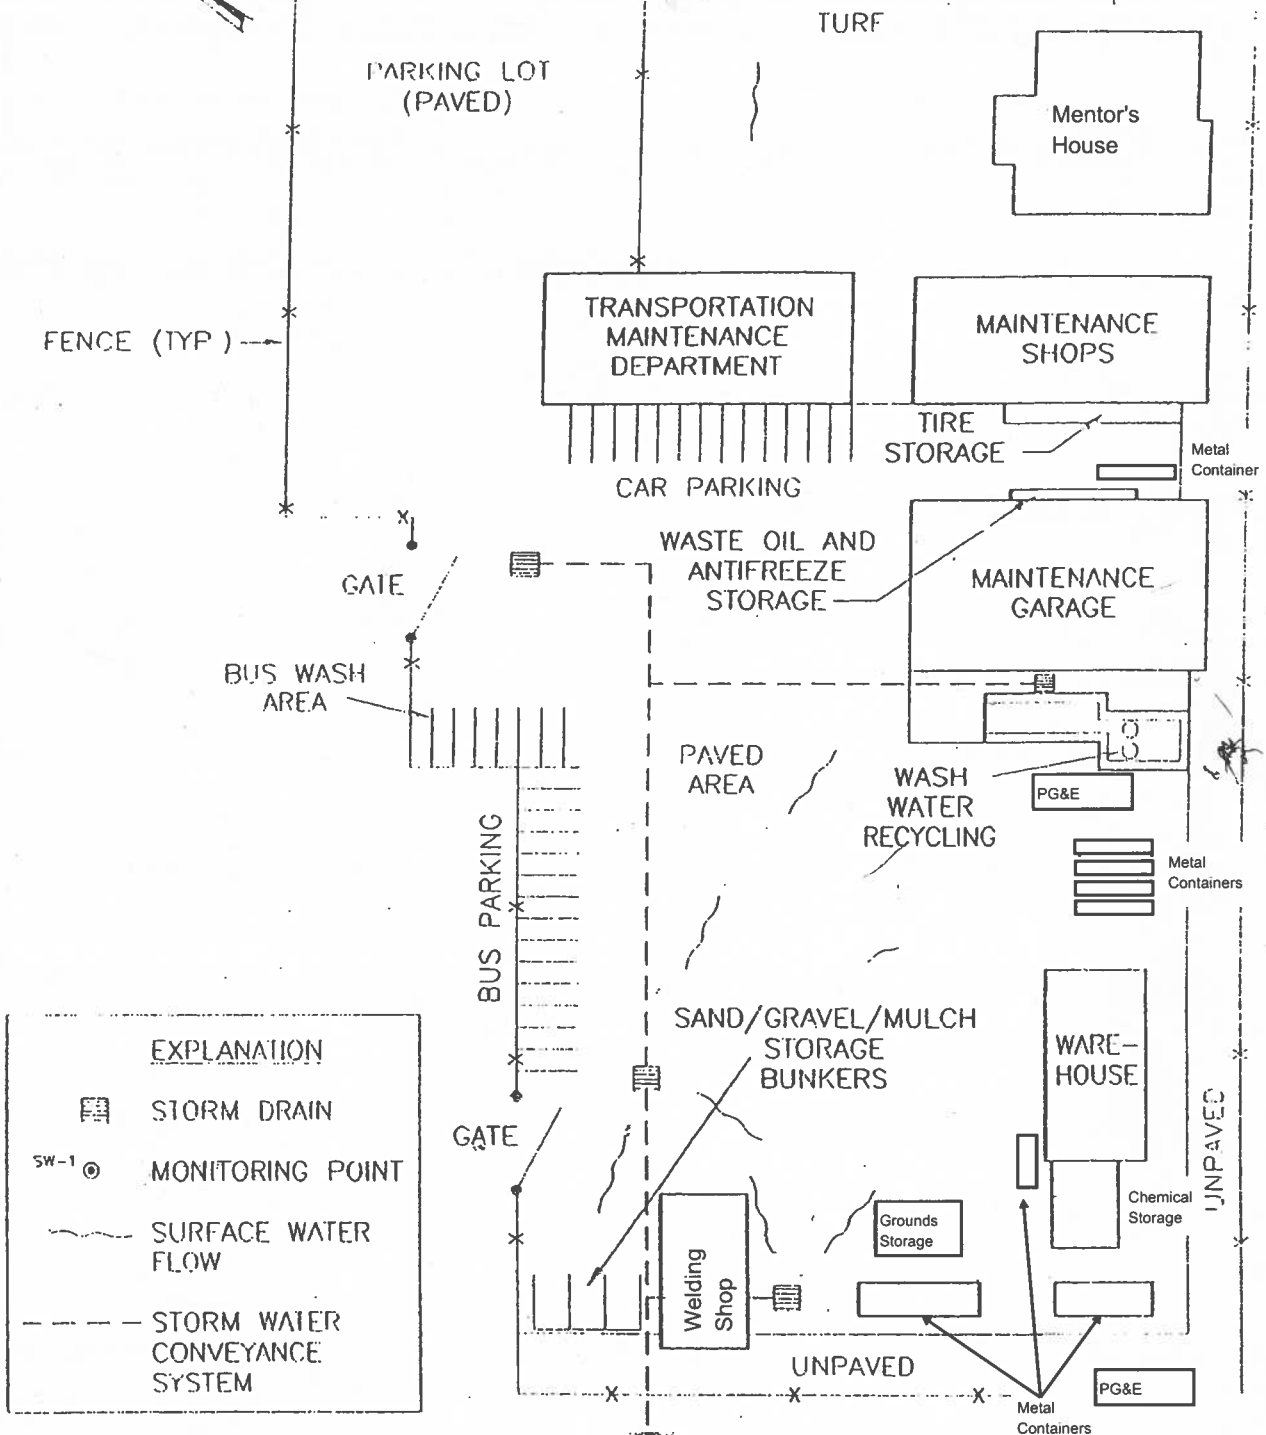 TURF
PARKING LOT
(PAVED)
Mentor's
House
TRANSPORTATION
MAINTENANCE
DEPARTMENT
MAINTENANCE
SHOPS
FENCE (TYP)
TIRE
STORAGE
Metal
Container
CAR PARKING
WASTE OIL AND
ANTIFREEZE
STORAGE
MAINTENANCE
GARAGE
GATE
BUS WASH
AREA
PAVED
AREA
WASH
WATER
RECYCLING
PG&E
Metal
Containers
BUS PARKING
SAND/GRAVEL/MULCH
STORAGE
BUNKERS
WARE-
HOUSE
UNPAVED
GATE
Chemical
Storage
Grounds
Storage
Welding
Shop
UNPAVED
PG&E
Metal
Containers
EXPLANATION
STORM DRAIN
SW-1
MONITORING POINT
SURFACE WATER
FLOW
STORM WATER
CONVEYANCE
SYSTEM